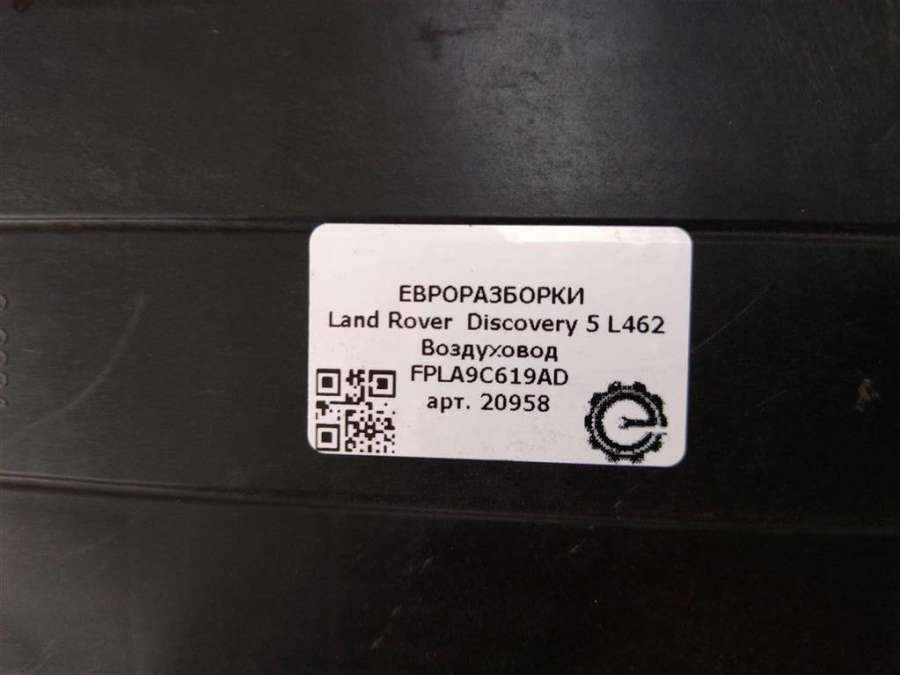 ЕВРОРАЗБОРКИ
Land Rover Discovery 5 L462
Воздуховод
FPLA9C619AD
арт. 20958